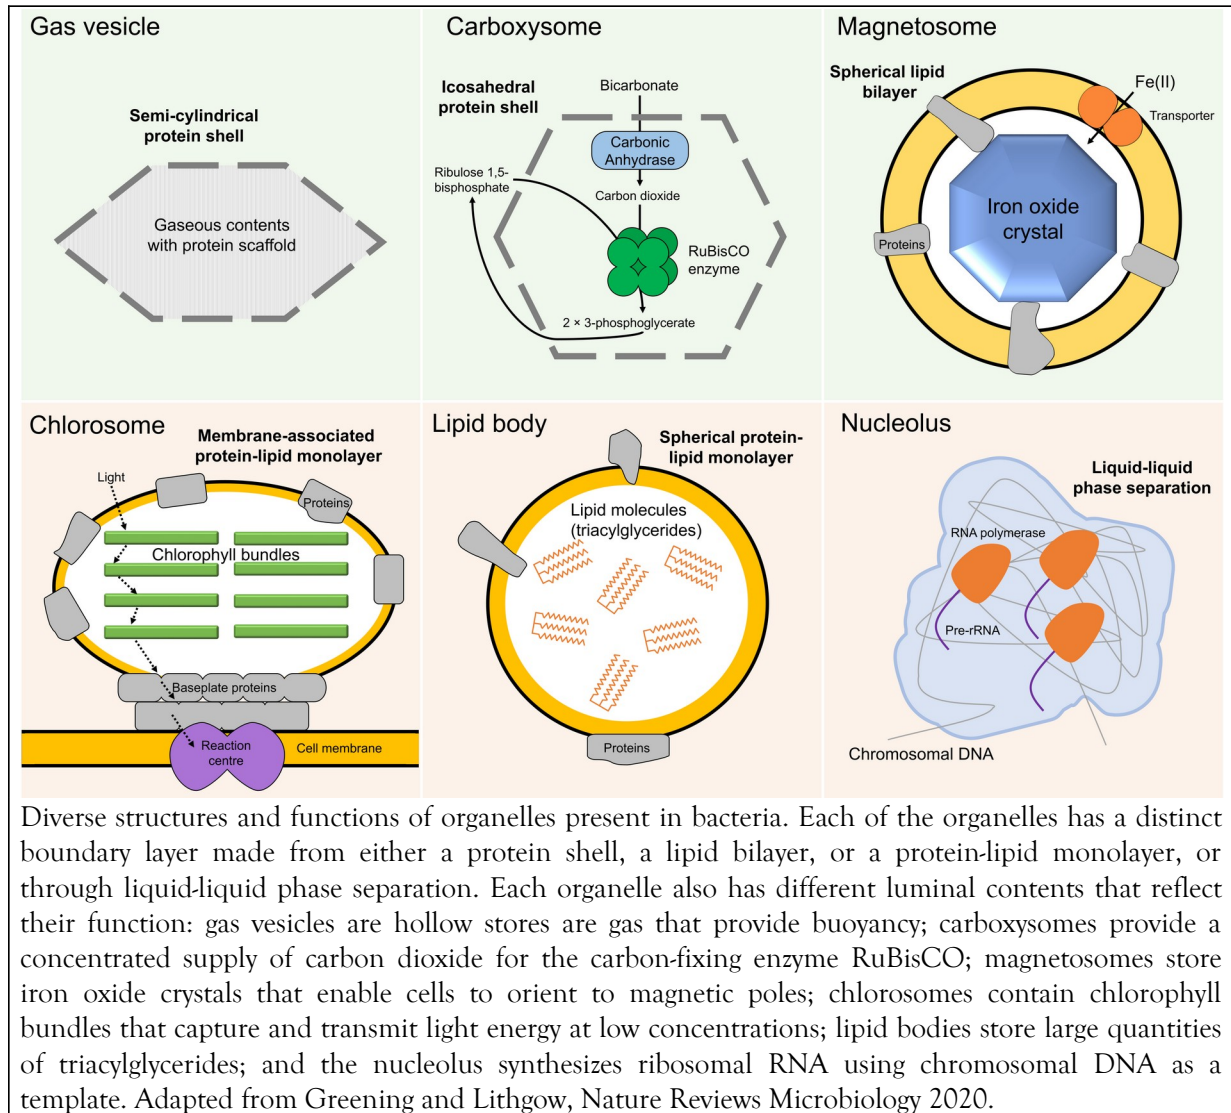 Gas vesicle
Semi-cylindrical
protein shell
Gaseous contents
with protein scaffold
Carboxysome
Icosahedral
protein shell
Bicarbonate
Carbonic
Anhydrase
Ribulose 1,5-
bisphosphate
Carbon dioxide
RuBisCO
enzyme
2 × 3-phosphoglycerate
Magnetosome
Spherical lipid
bilayer
Fe(II)
Transporter
Iron oxide
crystal
Proteins
Chlorosome
Membrane-associated
protein-lipid monolayer
Light
Proteins
Chlorophyll bundles
Baseplate proteins
Reaction
centre
Cell membrane
Lipid body
Spherical protein-
lipid monolayer
Lipid molecules
(triacylglycerides)
Proteins
Nucleolus
Liquid-liquid
phase separation
RNA polymerase
Pre-rRNA
Chromosomal DNA
Diverse structures and functions of organelles present in bacteria. Each of the organelles has a distinct
boundary layer made from either a protein shell, a lipid bilayer, or a protein-lipid monolayer, or
through liquid-liquid phase separation. Each organelle also has different luminal contents that reflect
their function: gas vesicles are hollow stores are gas that provide buoyancy; carboxysomes provide a
concentrated supply of carbon dioxide for the carbon-fixing enzyme RuBisCO; magnetosomes store
iron oxide crystals that enable cells to orient to magnetic poles; chlorosomes contain chlorophyll
bundles that capture and transmit light energy at low concentrations; lipid bodies store large quantities
of triacylglycerides; and the nucleolus synthesizes ribosomal RNA using chromosomal DNA as a
template. Adapted from Greening and Lithgow, Nature Reviews Microbiology 2020.